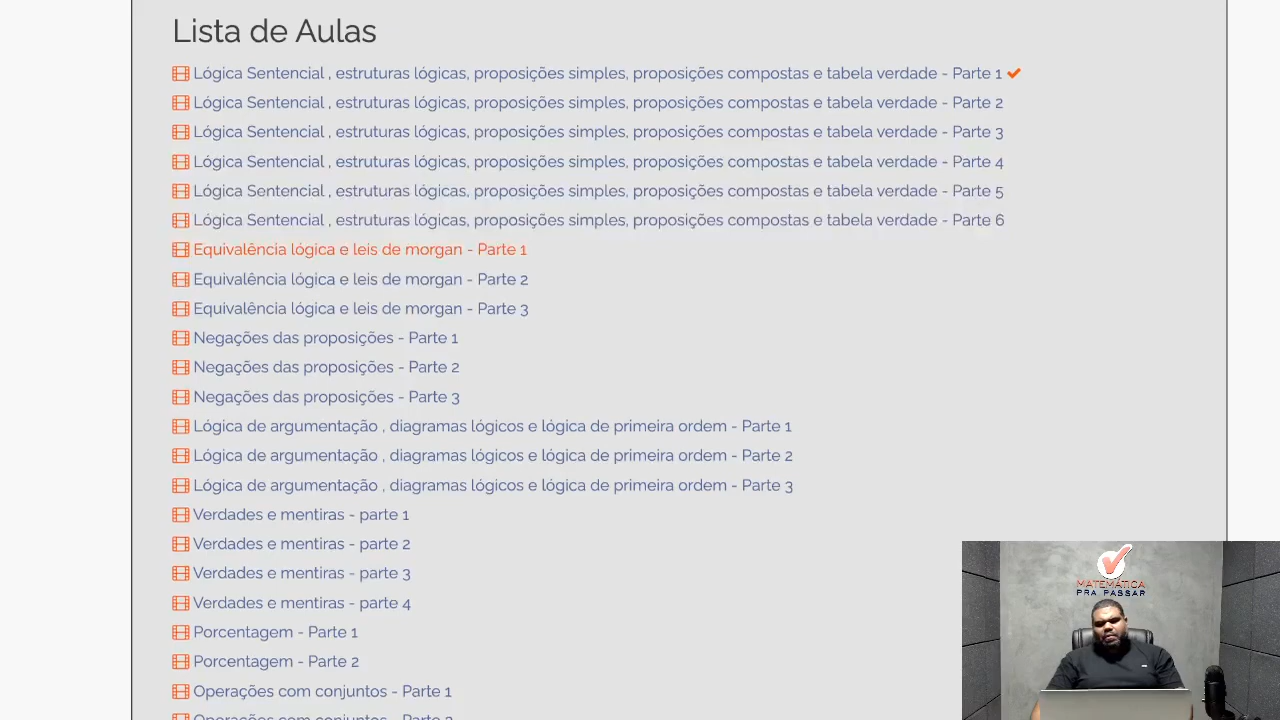 Lista de Aulas
Lógica Sentencial , estruturas lógicas, proposições simples, proposições compostas e tabela verdade - Parte 1
Lógica Sentencial , estruturas lógicas, proposições simples, proposições compostas e tabela verdade - Parte 2
Lógica Sentencial , estruturas lógicas, proposições simples, proposições compostas e tabela verdade - Parte 3
Lógica Sentencial , estruturas lógicas, proposições simples, proposições compostas e tabela verdade - Parte 4
Lógica Sentencial , estruturas lógicas, proposições simples, proposições compostas e tabela verdade - Parte 5
Lógica Sentencial , estruturas lógicas, proposições simples, proposições compostas e tabela verdade - Parte 6
Equivalência lógica e leis de morgan - Parte 1
Equivalência lógica e leis de morgan - Parte 2
Equivalência lógica e leis de morgan - Parte 3
Negações das proposições - Parte 1
Negações das proposições - Parte 2
Negações das proposições - Parte 3
Lógica de argumentação , diagramas lógicos e lógica de primeira ordem - Parte 1
Lógica de argumentação , diagramas lógicos e lógica de primeira ordem - Parte 2
Lógica de argumentação , diagramas lógicos e lógica de primeira ordem - Parte 3
Verdades e mentiras - parte 1
Verdades e mentiras - parte 2
Verdades e mentiras - parte 3
Verdades e mentiras - parte 4
Porcentagem - Parte 1
Porcentagem - Parte 2
Operações com conjuntos - Parte 1
Operações com conjuntos - Parte 2
MATEMÁTICA
PRA PASSAR